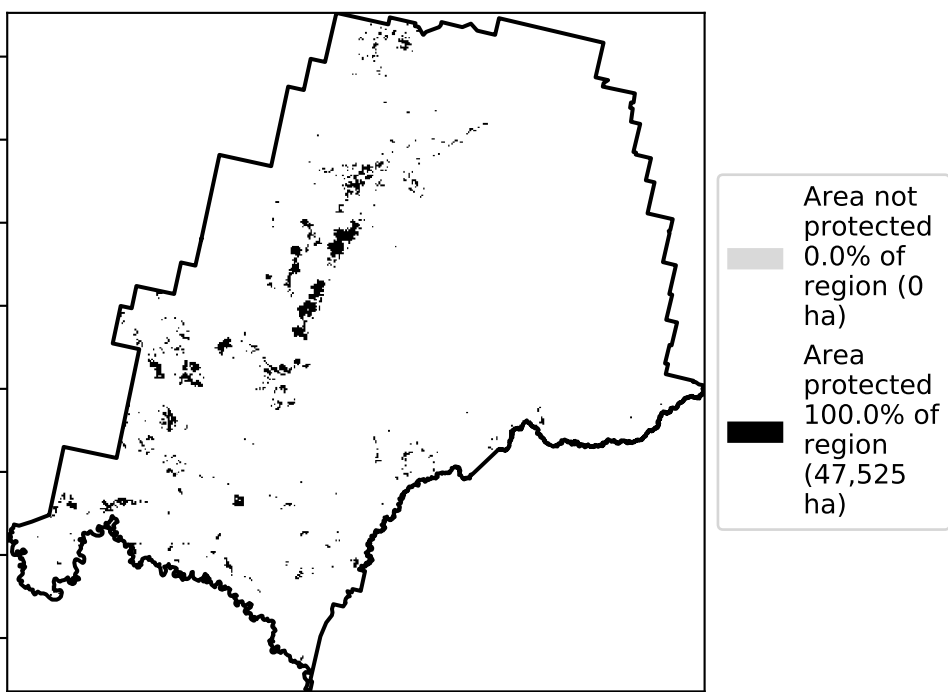 Area not
protected
0.0% of
region (0
ha)
Area
protected
100.0% of
region
(47,525
ha)